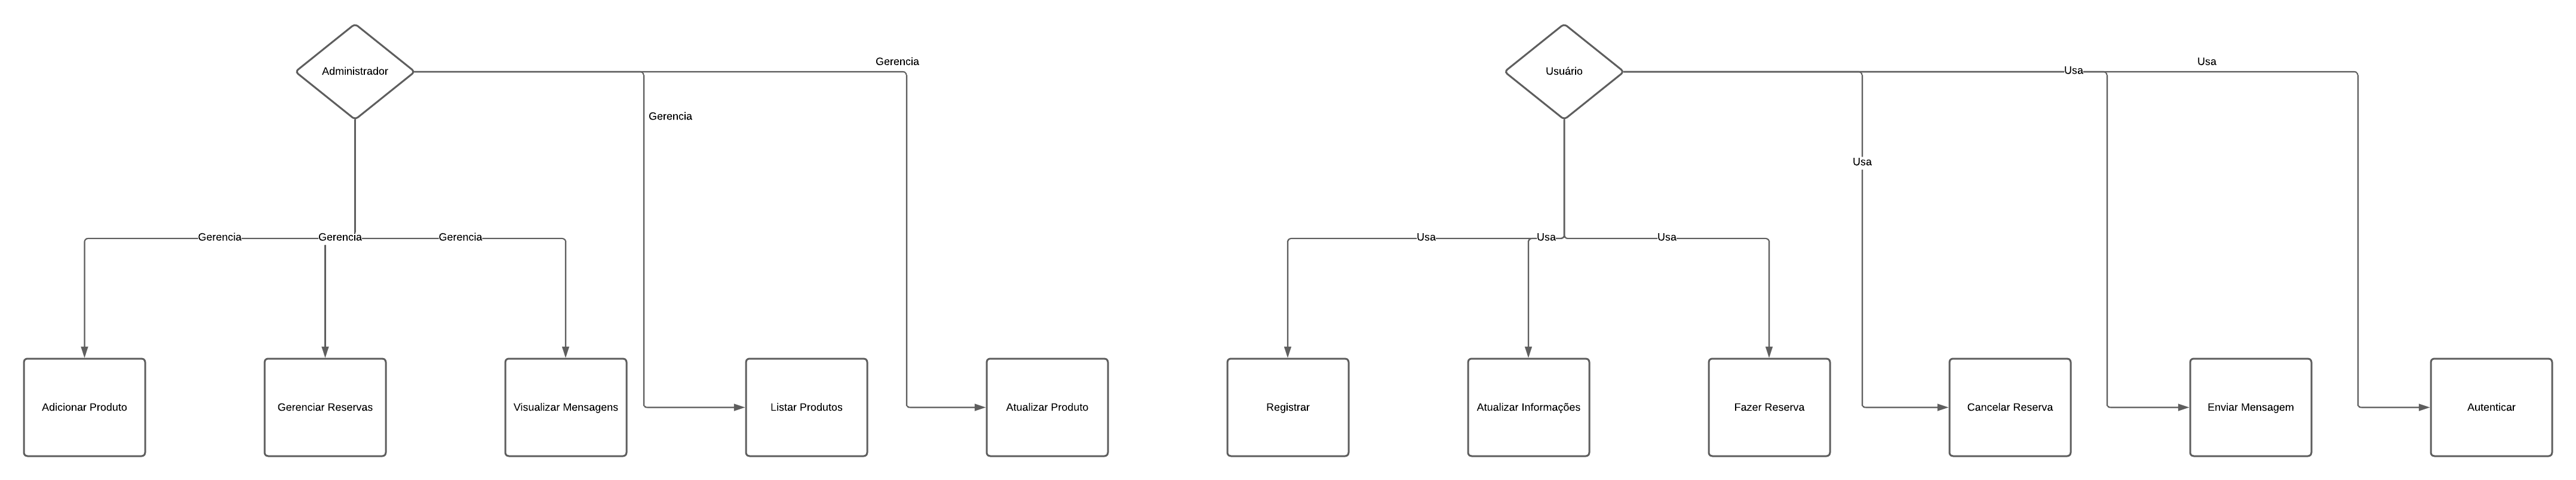 Administrador
Gerencia
Gerencia
Gerencia
Gerencia
Gerencia
Adicionar Produto
Gerenciar Reservas
Visualizar Mensagens
Listar Produtos
Atualizar Produto
Usuário
Usa
Usa
Usa
Usa
Usa
Usa
Registrar
Atualizar Informações
Fazer Reserva
Cancelar Reserva
Enviar Mensagem
Autenticar